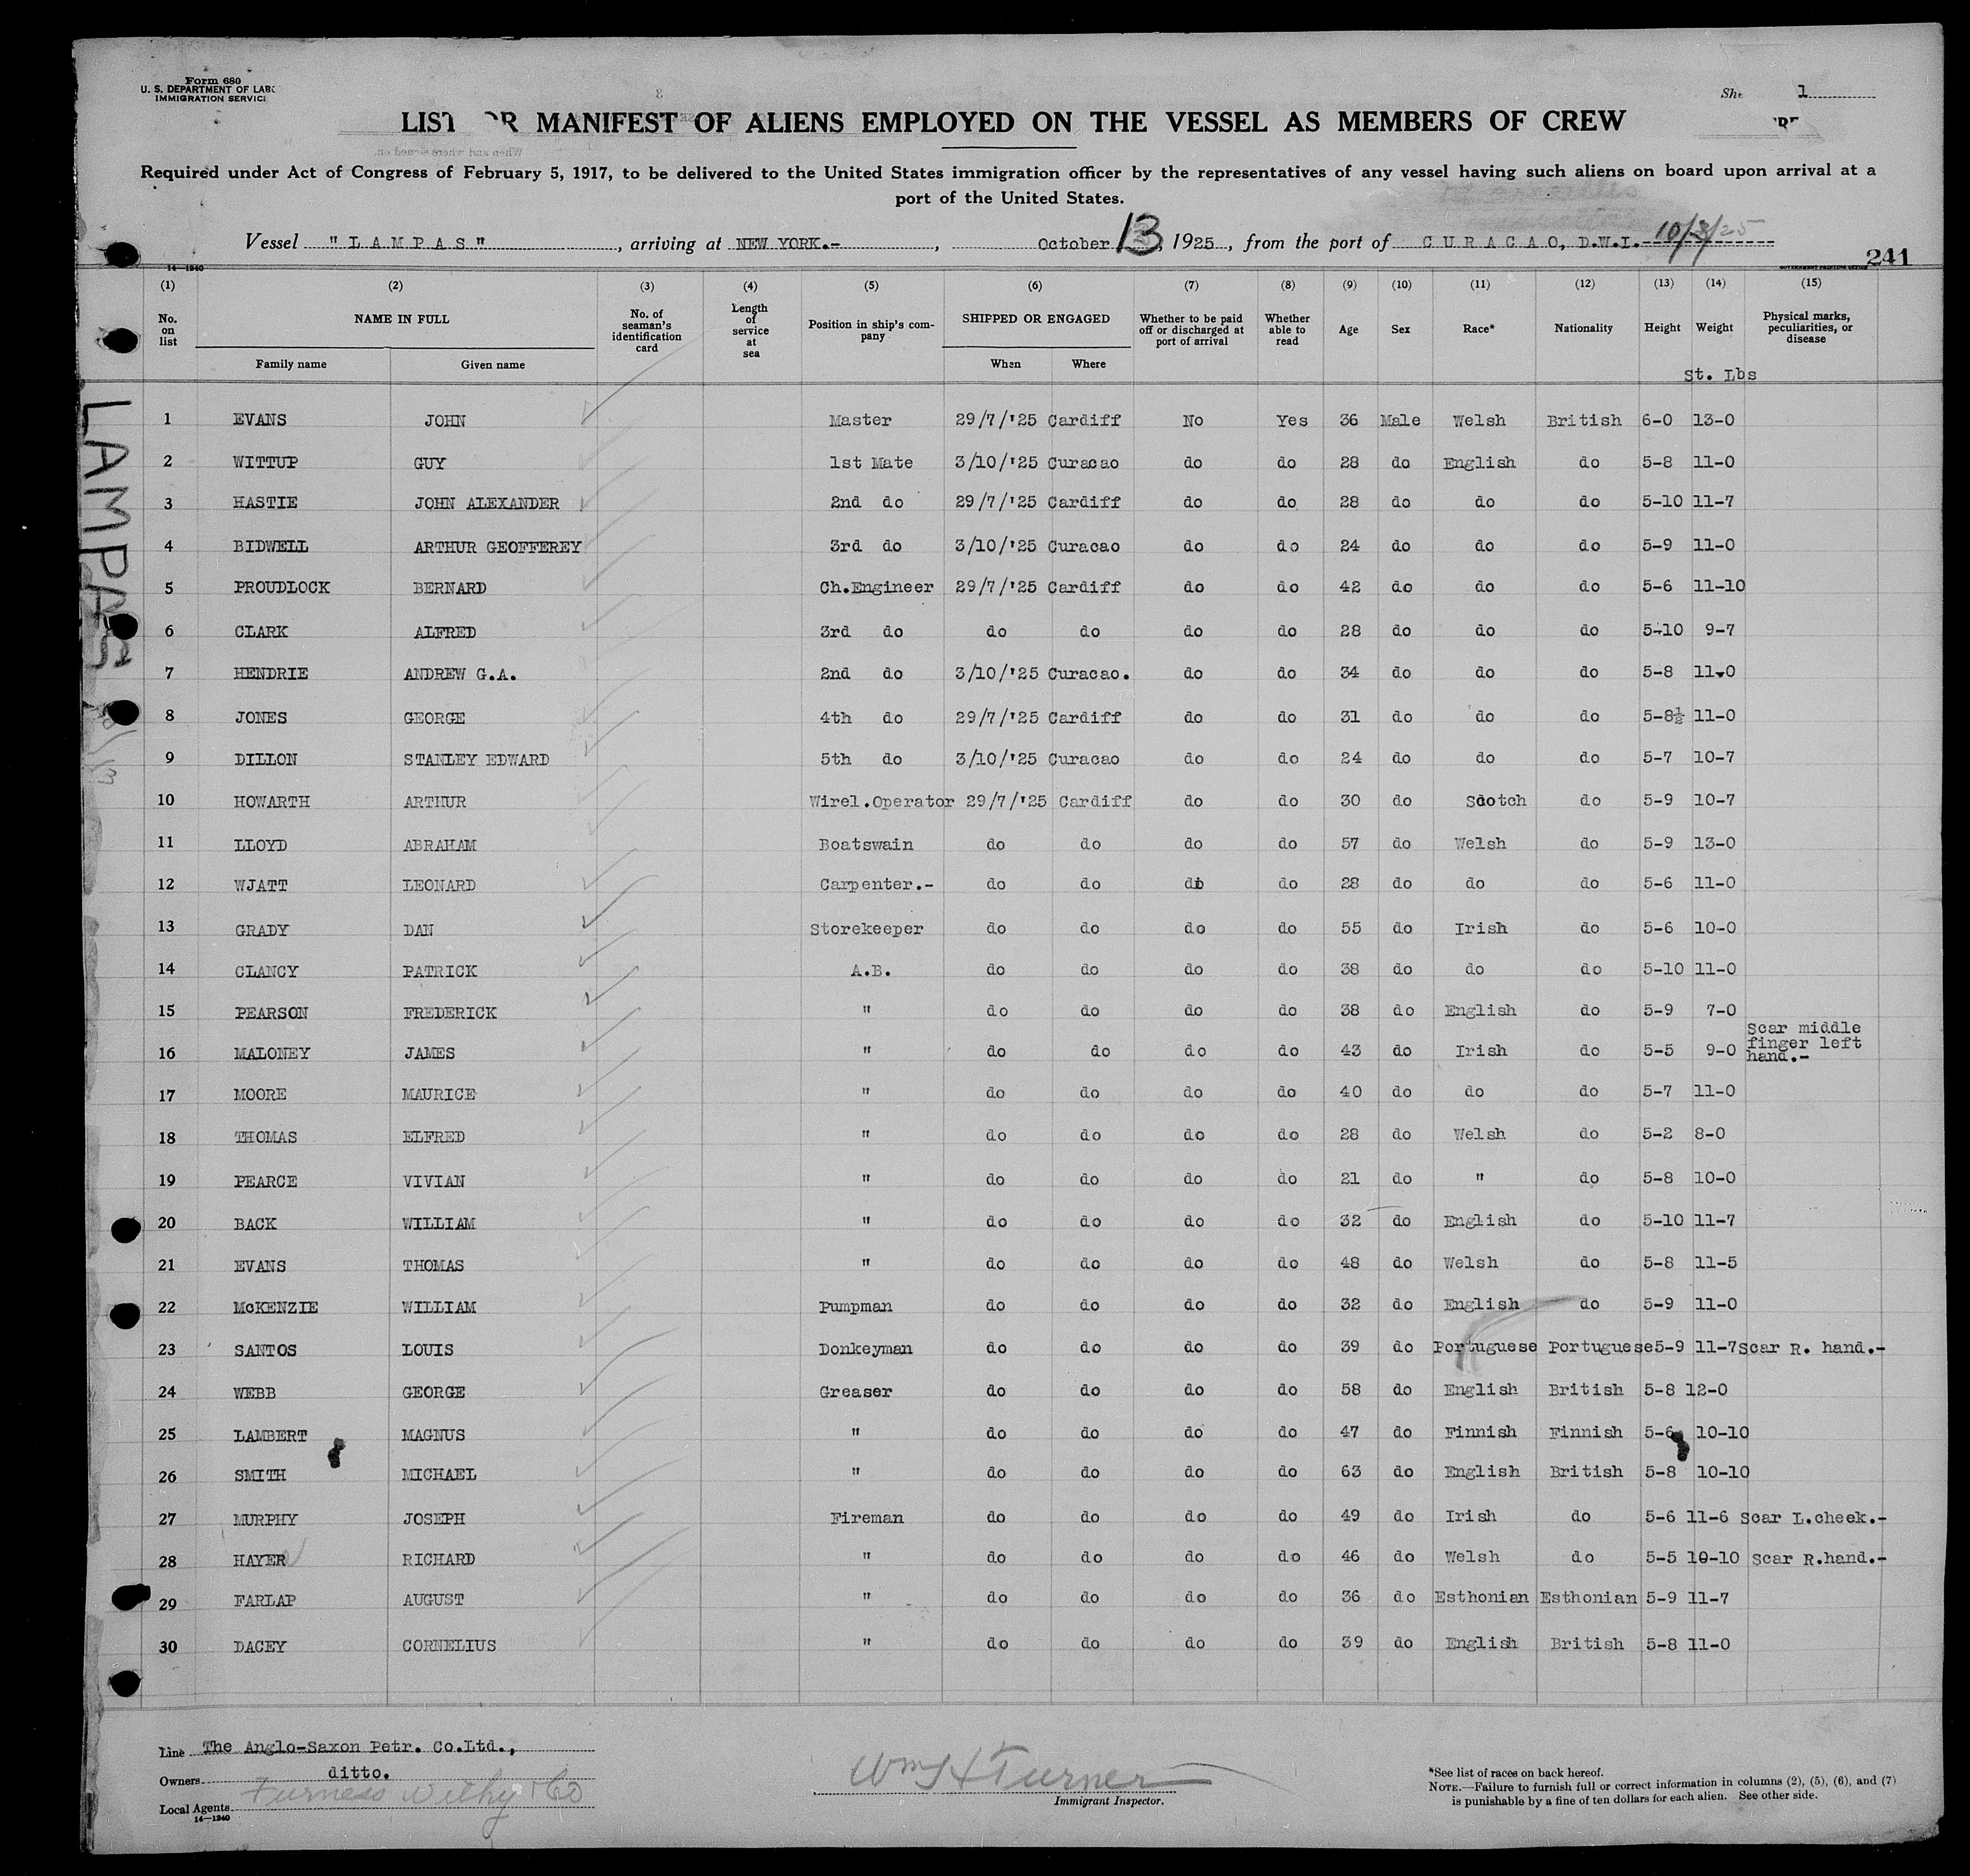 Form 680
U. S. DEPARTMENT OF LAB
IMMIGRATION SERVIC
1
LIST OR MANIFEST OF ALIENS EMPLOYED ON THE VESSEL AS MEMBERS OF CREW
Required under Act of Congress of February 5, 1917, to be delivered to the United States immigration officer by the representatives of any vessel having such aliens on board upon arrival at a
port of the United States.
Vessel "LAMPAS", arriving at NEW YORK.-, October 13, 1925, from the port of CURACAO, D.W.I.
14—1240
241
(1) (2) (3) (4) (5) (6) (7) (8) (9) (10) (11) (12) (13) (14) (15)
No. on list NAME IN FULL No. of seaman's identification card Length of service at sea Position in ship's company SHIPPED OR ENGAGED Whether to be paid off or discharged at port of arrival Whether able to read Age Sex Race* Nationality Height Weight Physical marks, peculiarities, or disease
Family name Given name When Where
St. Lbs
LAMPAS
1 EVANS JOHN Master 29/7/'25 Cardiff No Yes 36 Male Welsh British 6-0 13-0
2 WITTUP GUY 1st Mate 3/10/'25 Curacao do do 28 do English do 5-8 11-0
3 HASTIE JOHN ALEXANDER 2nd do 29/7/'25 Cardiff do do 28 do do do 5-10 11-7
4 BIDWELL ARTHUR GEOFFEREY 3rd do 3/10/'25 Curacao do do 24 do do do 5-9 11-0
5 PROUDLOCK BERNARD Ch.Engineer 29/7/'25 Cardiff do do 42 do do do 5-6 11-10
6 CLARK ALFRED 3rd do do do do do 28 do do do 5-10 9-7
7 HENDRIE ANDREW G.A. 2nd do 3/10/'25 Curacao. do do 34 do do do 5-8 11-0
8 JONES GEORGE 4th do 29/7/'25 Cardiff do do 31 do do do 5-8½ 11-0
9 DILLON STANLEY EDWARD 5th do 3/10/'25 Curacao do do 24 do do do 5-7 10-7
10 HOWARTH ARTHUR Wirel.Operator 29/7/'25 Cardiff do do 30 do Scotch do 5-9 10-7
11 LLOYD ABRAHAM Boatswain do do do do 57 do Welsh do 5-9 13-0
12 WJATT LEONARD Carpenter.- do do do do 28 do do do 5-6 11-0
13 GRADY DAN Storekeeper do do do do 55 do Irish do 5-6 10-0
14 CLANCY PATRICK A.B. do do do do 38 do do do 5-10 11-0
15 PEARSON FREDERICK " do do do do 38 do English do 5-9 7-0
16 MALONEY JAMES " do do do do 43 do Irish do 5-5 9-0 Scar middle finger left hand.-
17 MOORE MAURICE " do do do do 40 do do do 5-7 11-0
18 THOMAS ELFRED " do do do do 28 do Welsh do 5-2 8-0
19 PEARCE VIVIAN " do do do do 21 do " do 5-8 10-0
20 BACK WILLIAM " do do do do 32 do English do 5-10 11-7
21 EVANS THOMAS " do do do do 48 do Welsh do 5-8 11-5
22 McKENZIE WILLIAM Pumpman do do do do 32 do English do 5-9 11-0
23 SANTOS LOUIS Donkeyman do do do do 39 do Portuguese Portuguese 5-9 11-7 Scar R. hand.-
24 WEBB GEORGE Greaser do do do do 58 do English British 5-8 12-0
25 LAMBERT MAGNUS " do do do do 47 do Finnish Finnish 5-6 10-10
26 SMITH MICHAEL " do do do do 63 do English British 5-8 10-10
27 MURPHY JOSEPH Fireman do do do do 49 do Irish do 5-6 11-6 Scar L.cheek.-
28 HAYER RICHARD " do do do do 46 do Welsh do 5-5 10-10 Scar R.hand.-
29 FARLAP AUGUST " do do do do 36 do Esthonian Esthonian 5-9 11-7
30 DACEY CORNELIUS " do do do do 39 do English British 5-8 11-0
Line The Anglo-Saxon Petr. Co.Ltd.,
Owners ditto.
Local Agents Furness Withy & Co
14—1240
Wm H Turner
Immigrant Inspector.
*See list of races on back hereof.
NOTE.—Failure to furnish full or correct information in columns (2), (5), (6), and (7)
is punishable by a fine of ten dollars for each alien. See other side.